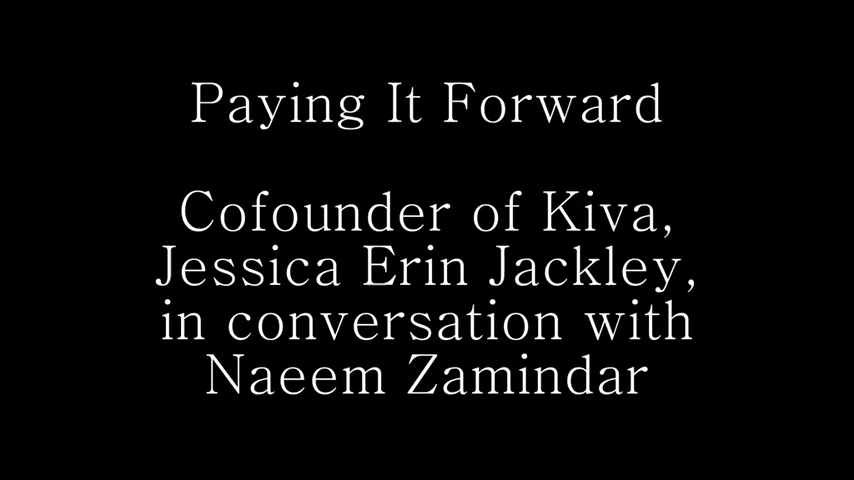 Paying It Forward
Cofounder of Kiva,
Jessica Erin Jackley,
in conversation with
Naeem Zamindar